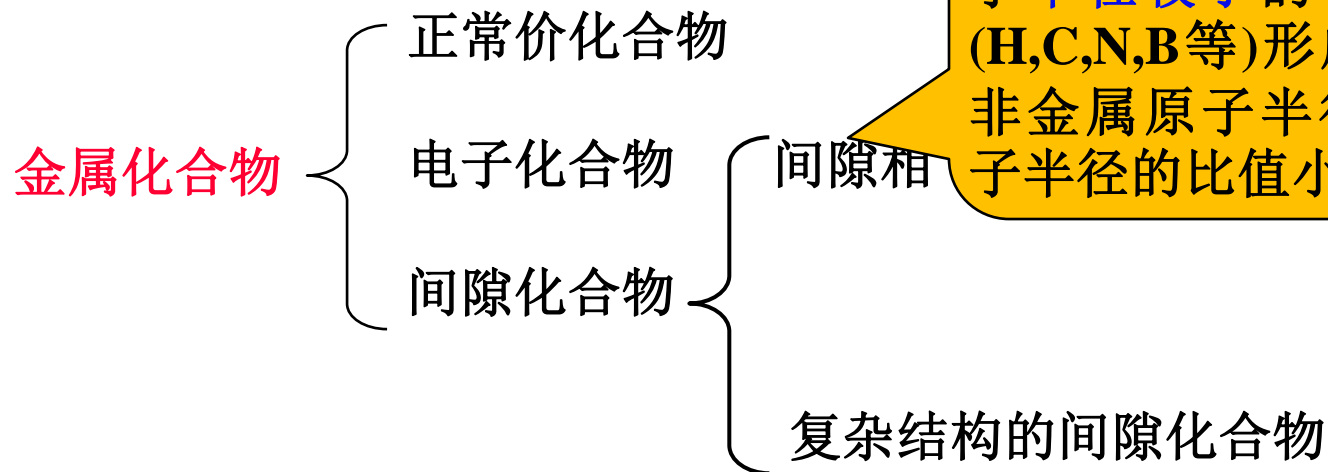 正常价化合物
(H,C,N,B等)形
非金属原子半
金属化合物
电子化合物
间隙相
子半径的比值小
间隙化合物
复杂结构的间隙化合物